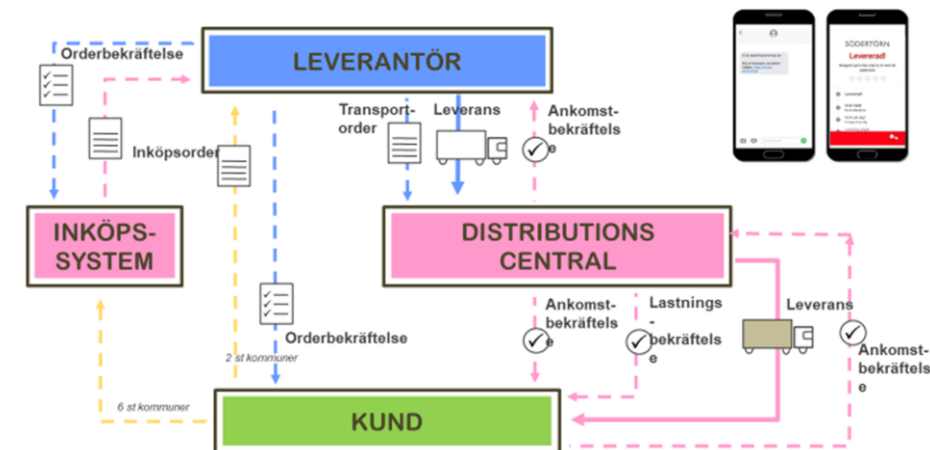 Orderbekräftelse
LEVERANTÖR
Inköpsorder
Transport-
order
Leverans
Ankomst-
bekräftels
e
SÖDERTÖRN
Levererad!
INKÖPS-
SYSTEM
DISTRIBUTIONS
CENTRAL
Orderbekräftelse
2 st kommuner
6 st kommuner
Ankomst-
bekräftels
e
Lastnings
-
bekräftels
e
Leverans
Ankomst-
bekräftels
e
KUND